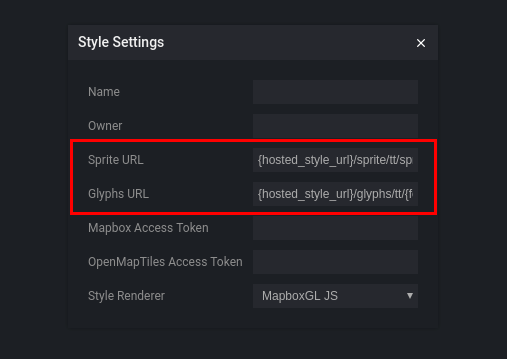 Style Settings ×
Name
Owner
Sprite URL {hosted_style_url}/sprite/tt/sp
Glyphs URL {hosted_style_url}/glyphs/tt/{f
Mapbox Access Token
OpenMapTiles Access Token
Style Renderer MapboxGL JS